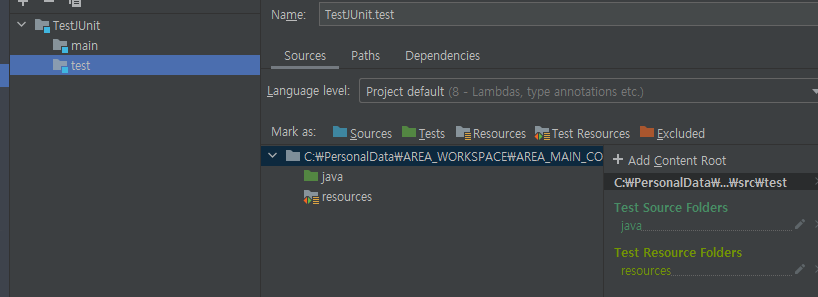 TestJUnit
main
test
Name: TestJUnit.test
Sources Paths Dependencies
Language level: Project default (8 - Lambdas, type annotations etc.)
Mark as: Sources Tests Resources Test Resources Excluded
C:₩PersonalData₩AREA_WORKSPACE₩AREA_MAIN_CO
java
resources
+ Add Content Root
C:₩PersonalData₩...₩src₩test
Test Source Folders
java
Test Resource Folders
resources